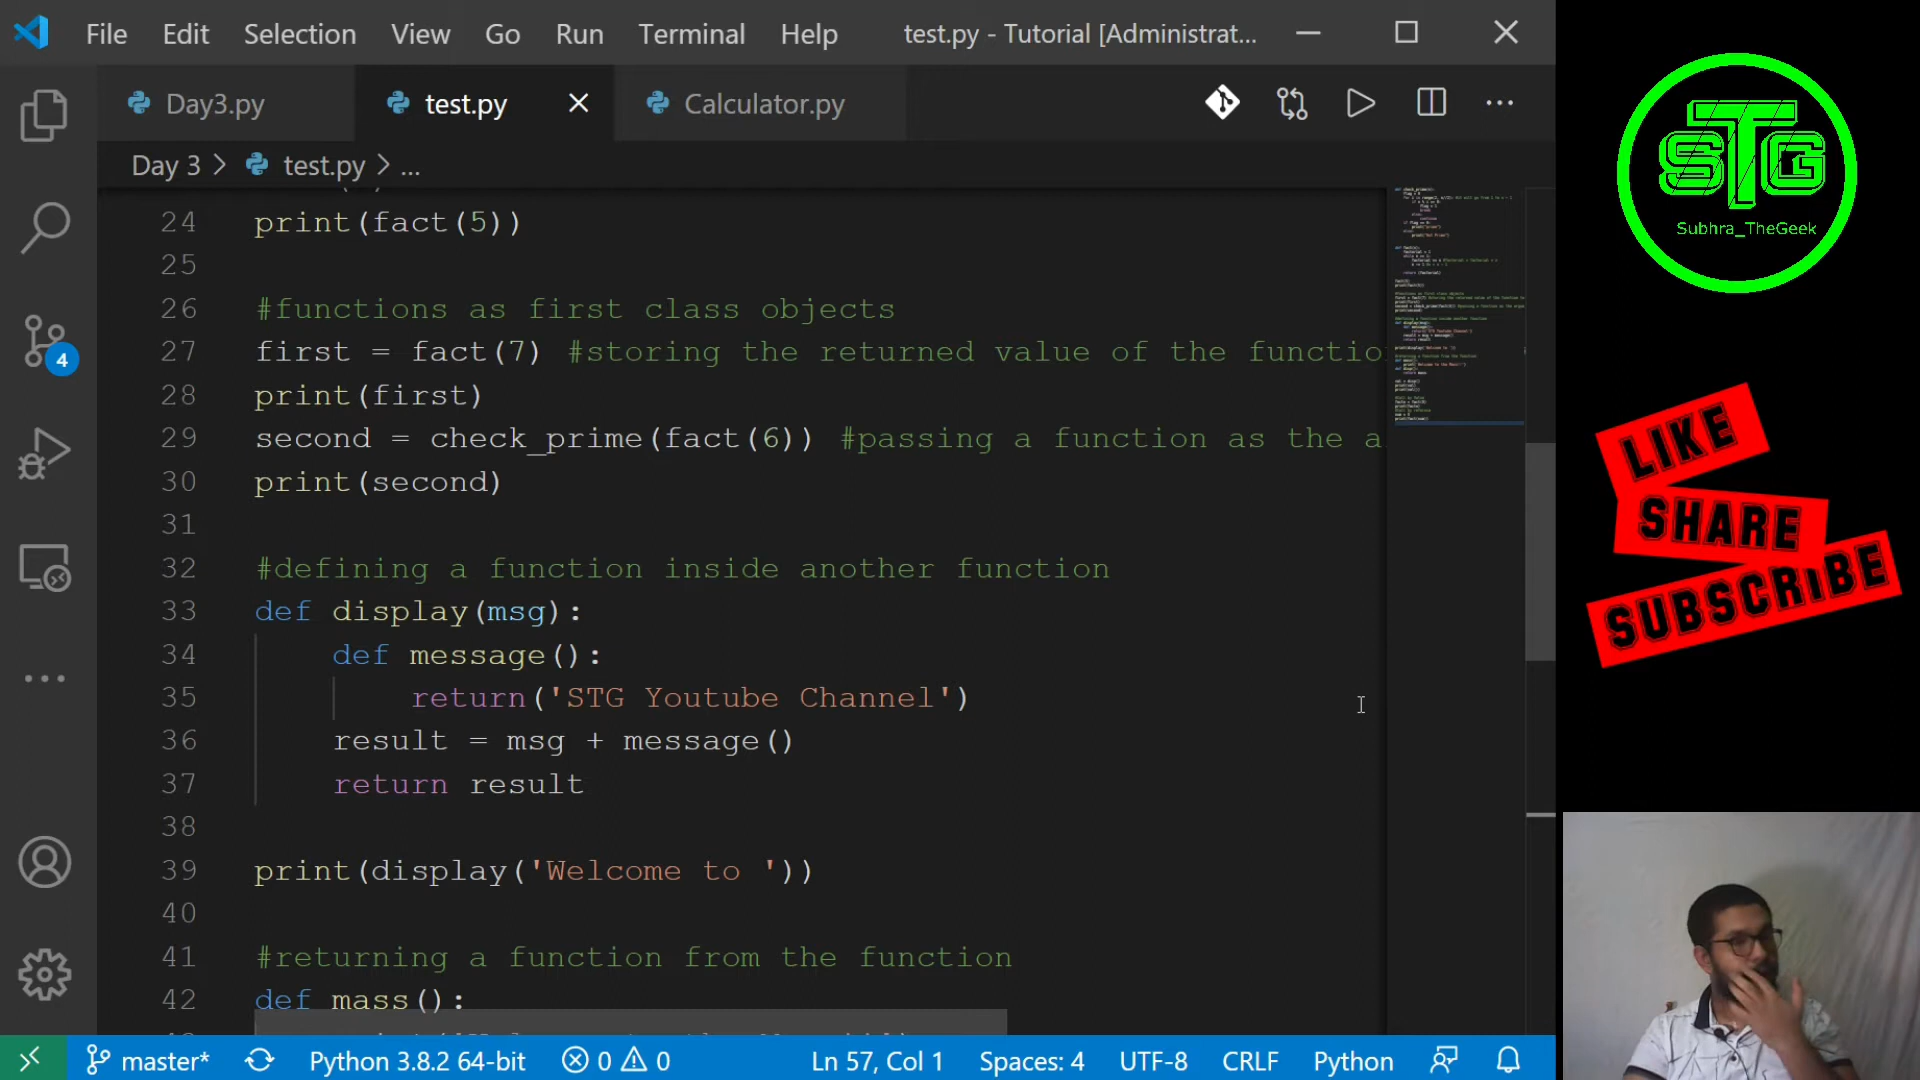 File Edit Selection View Go Run Terminal Help test.py - Tutorial [Administrat...
Day3.py test.py Calculator.py
Day 3 > test.py > ...
24 print(fact(5))
25
26 #functions as first class objects
27 first = fact(7) #storing the returned value of the functio
28 print(first)
29 second = check_prime(fact(6)) #passing a function as the a
30 print(second)
31
32 #defining a function inside another function
33 def display(msg):
34 def message():
35 return('STG Youtube Channel')
36 result = msg + message()
37 return result
38
39 print(display('Welcome to '))
40
41 #returning a function from the function
42 def mass():
4
master* Python 3.8.2 64-bit 0 0 Ln 57, Col 1 Spaces: 4 UTF-8 CRLF Python
STG
Subhra_TheGeek
LIKE
SHARE
SUBSCRIBE